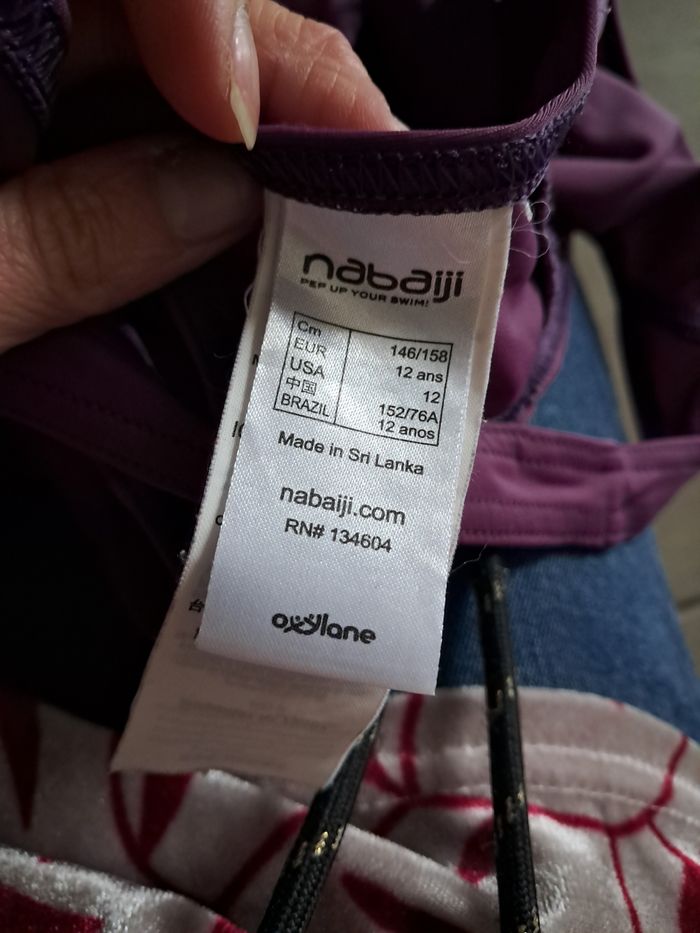 nabaiji
PEP UP YOUR SWIM!
Cm 146/158
EUR 12 ans
USA 12
中国 152/76A
BRAZIL 12 anos
Made in Sri Lanka
nabaiji.com
RN# 134604
oxylane